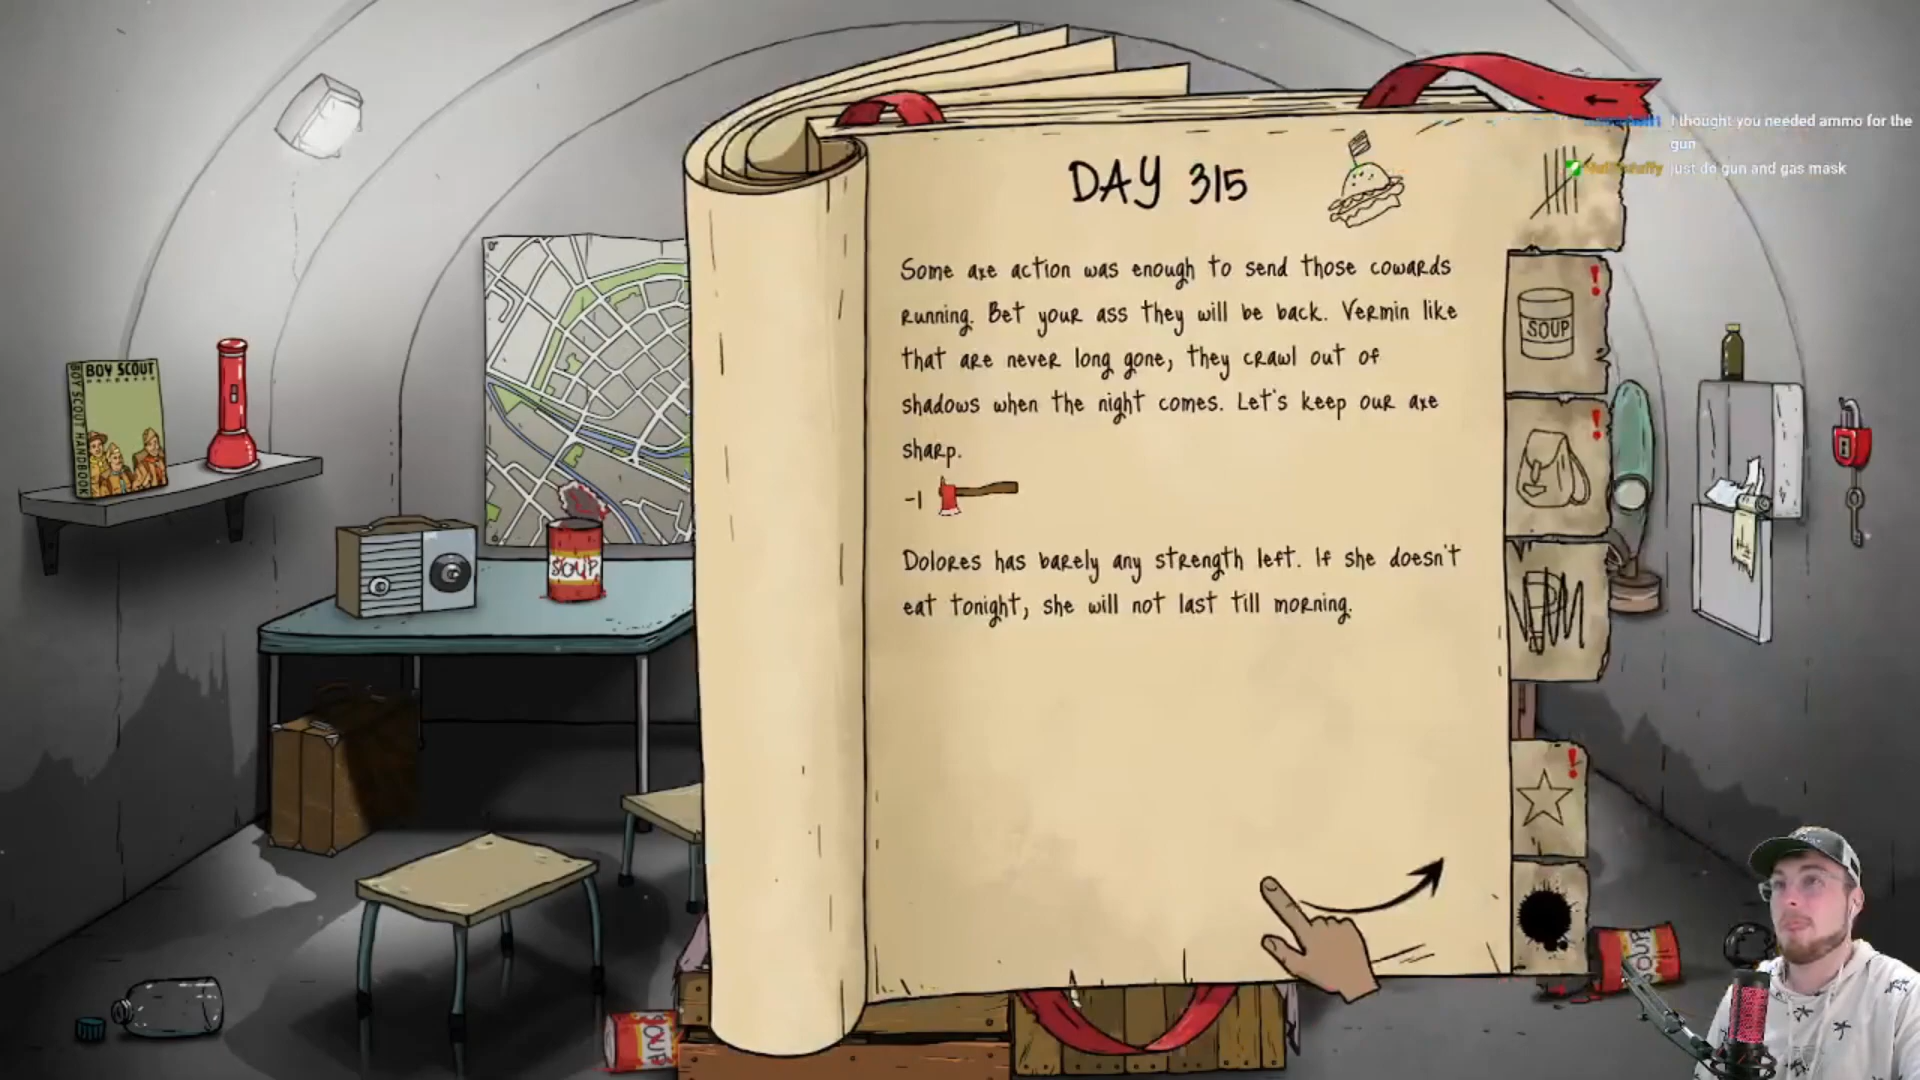 DAY 315
Some axe action was enough to send those cowards
running. Bet your ass they will be back. Vermin like
that are never long gone, they crawl out of
shadows when the night comes. Let's keep our axe
sharp.
-1
Dolores has barely any strength left. If she doesn't
eat tonight, she will not last till morning.
I thought you needed ammo for the
gun
just do gun and gas mask
SOUP
BOY SCOUT
BOY SCOUT HANDBOOK
SOUP
SOUP
SOUP